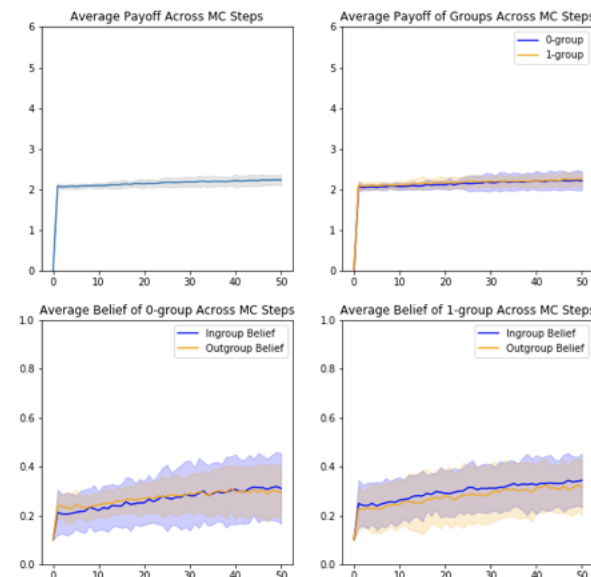 Average Payoff Across MC Steps
6
5
4
3
2
1
0
0 10 20 30 40 50
Average Payoff of Groups Across MC Steps
0-group
1-group
6
5
4
3
2
1
0
0 10 20 30 40 50
Average Belief of 0-group Across MC Steps
Ingroup Belief
Outgroup Belief
1.0
0.8
0.6
0.4
0.2
0.0
0 10 20 30 40 50
Average Belief of 1-group Across MC Steps
Ingroup Belief
Outgroup Belief
1.0
0.8
0.6
0.4
0.2
0.0
0 10 20 30 40 50